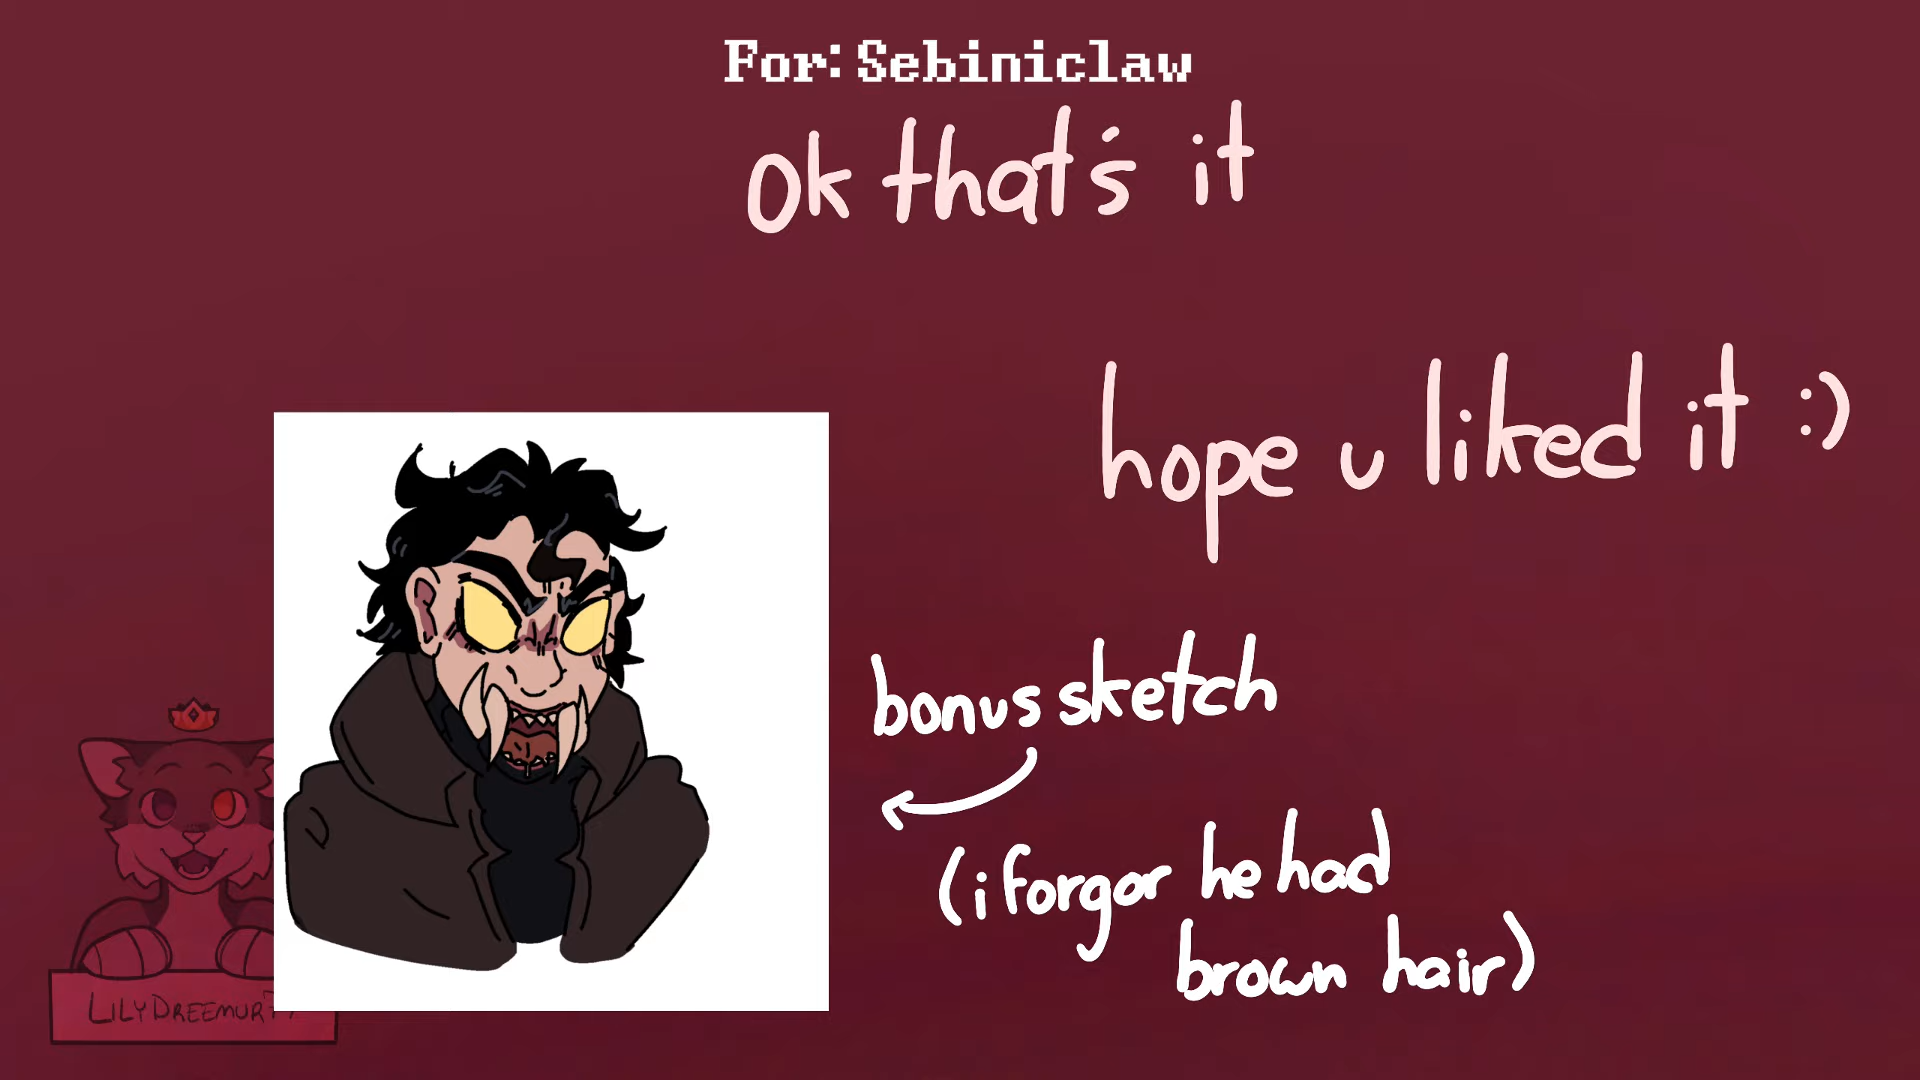 For: Sebiniclaw
Ok that's it
hope u liked it :)
bonus sketch
(i forgor he had
brown hair)
LILYDREEMUR